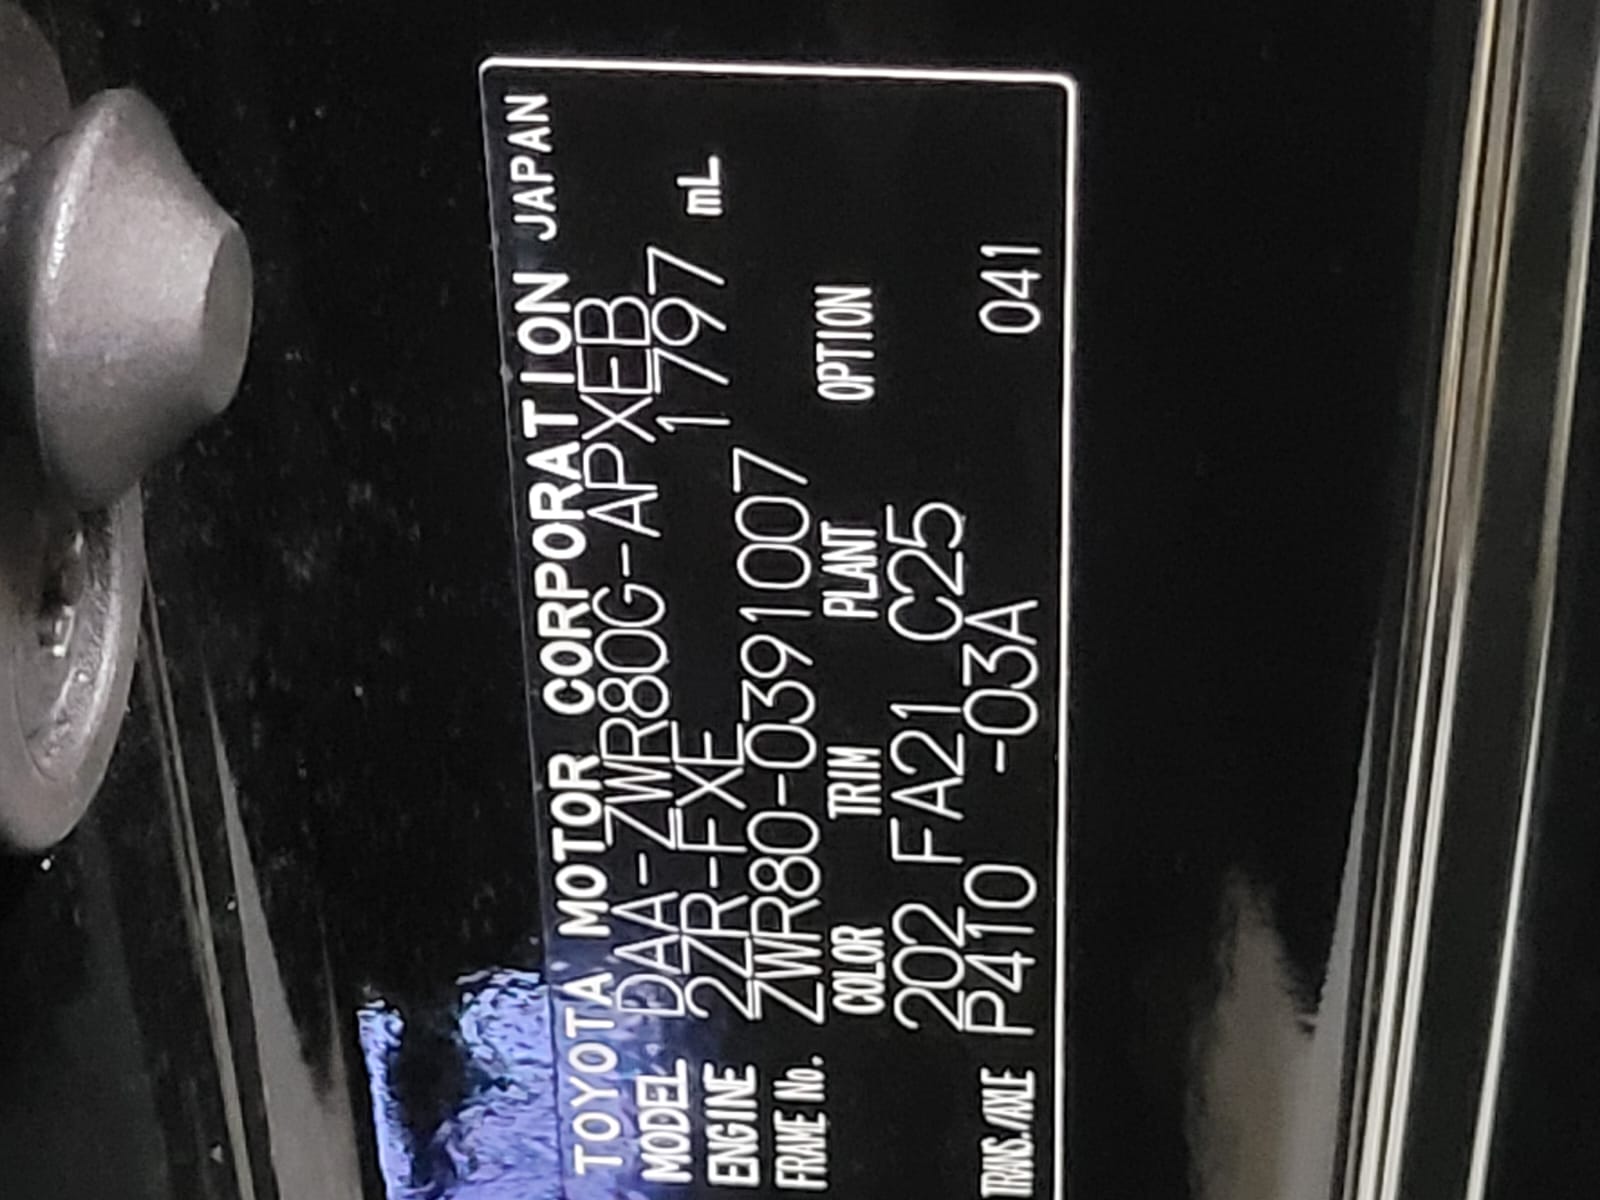 TOYOTA MOTOR CORPORATION JAPAN
MODEL DAA-ZWR80G-APXEB
ENGINE 2ZR-FXE 1797 mL
FRAME No. ZWR80-0391007
COLOR TRIM PLANT OPTION
202 FA21 C25
TRANS./AXLE P410 -03A 041